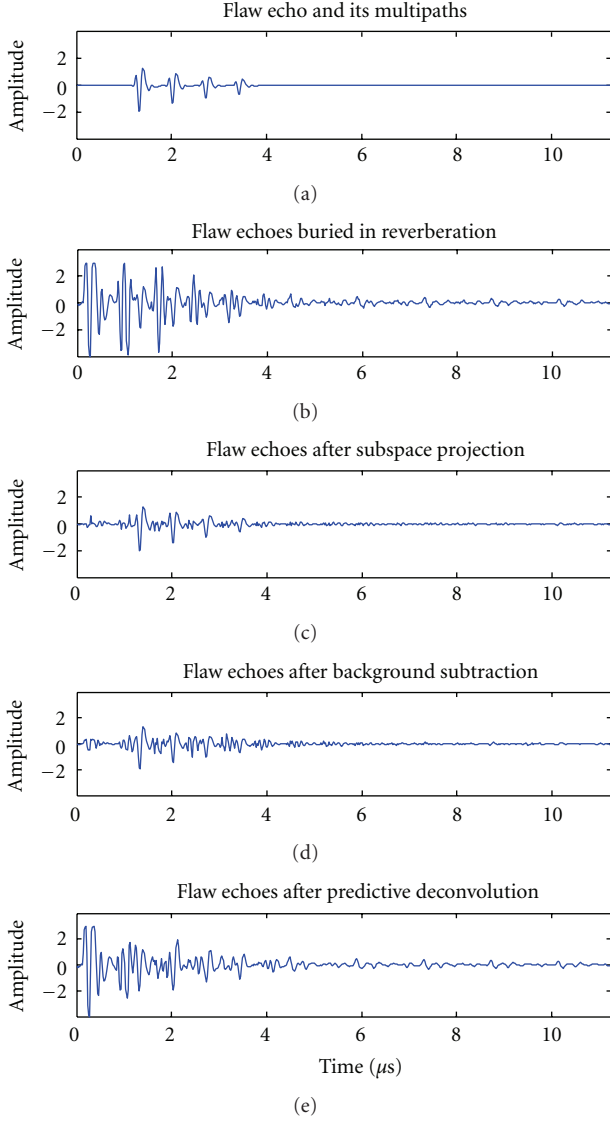 Flaw echo and its multipaths
Amplitude
2
0
−2
0 2 4 6 8 10
(a)
Flaw echoes buried in reverberation
Amplitude
2
0
−2
0 2 4 6 8 10
(b)
Flaw echoes after subspace projection
Amplitude
2
0
−2
0 2 4 6 8 10
(c)
Flaw echoes after background subtraction
Amplitude
2
0
−2
0 2 4 6 8 10
(d)
Flaw echoes after predictive deconvolution
Amplitude
2
0
−2
0 2 4 6 8 10
Time (μs)
(e)